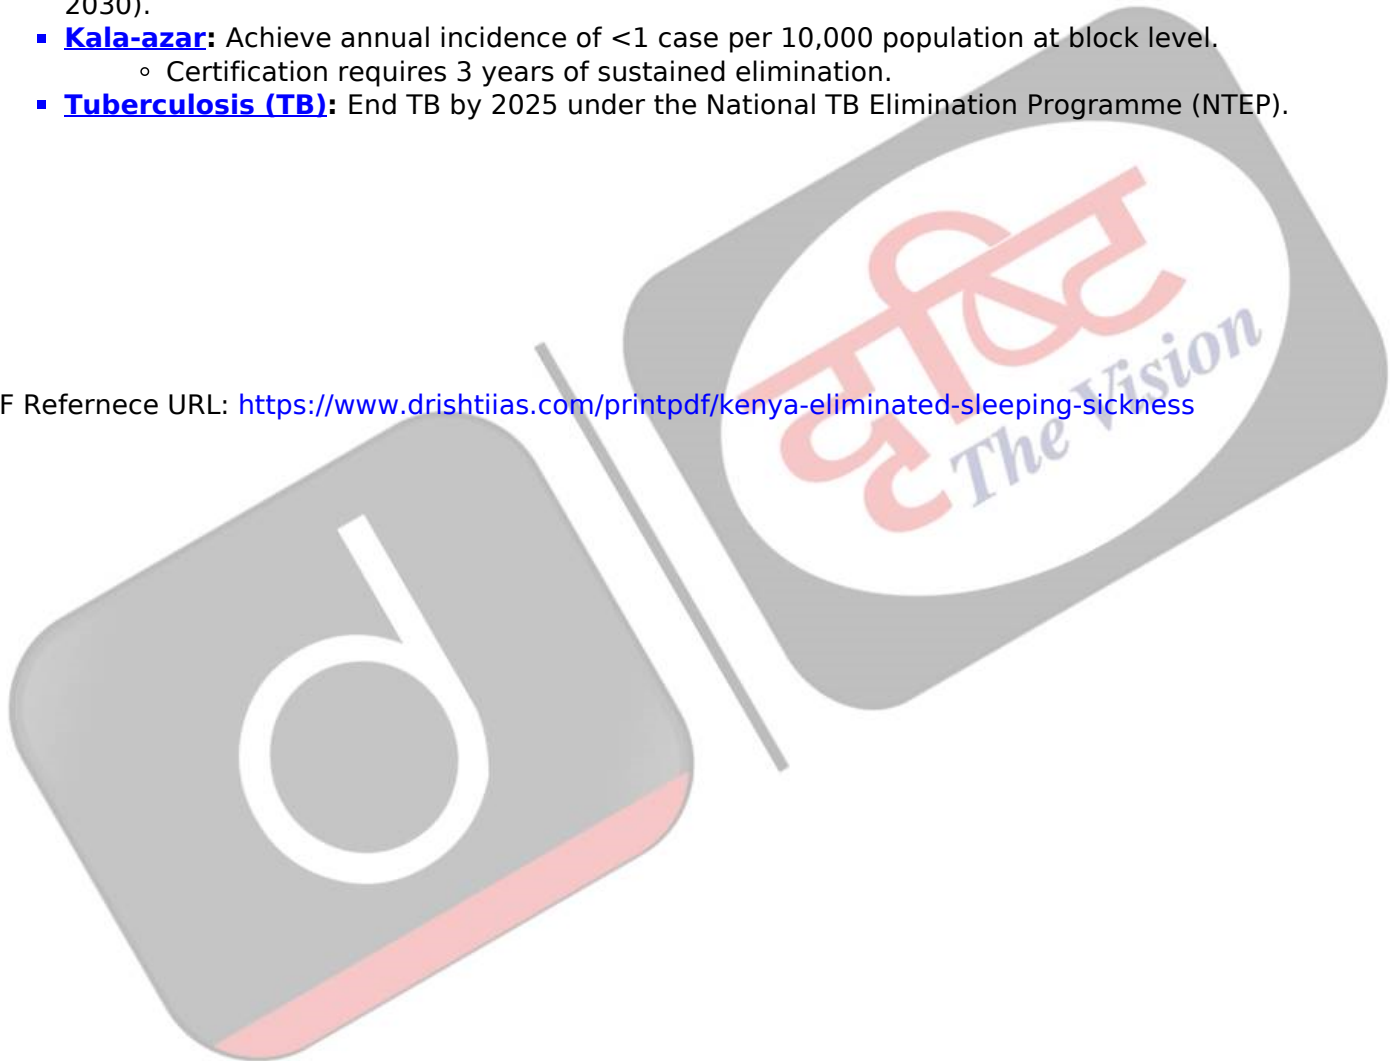 2030).
Kala-azar: Achieve annual incidence of <1 case per 10,000 population at block level.
Certification requires 3 years of sustained elimination.
Tuberculosis (TB): End TB by 2025 under the National TB Elimination Programme (NTEP).
F Refernece URL: https://www.drishtiias.com/printpdf/kenya-eliminated-sleeping-sickness
दृष्टि
The Vision
d